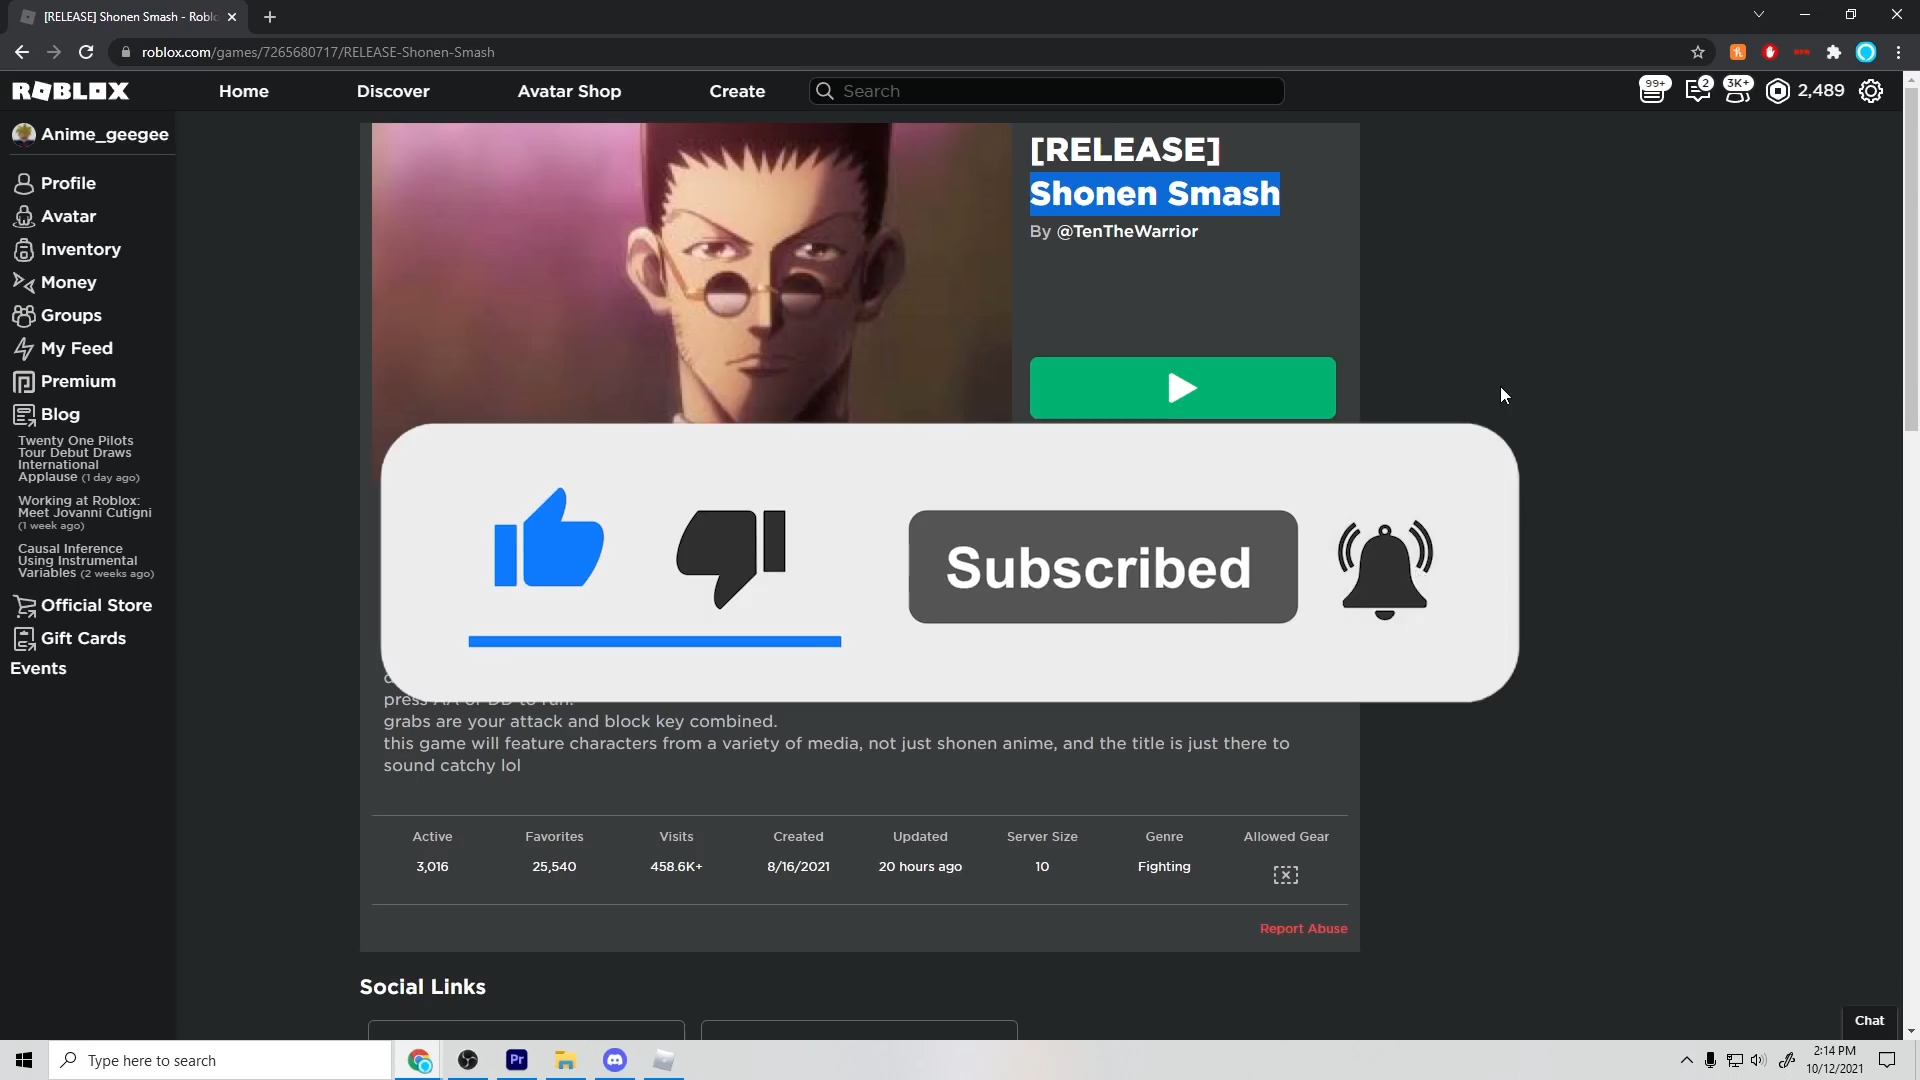 [RELEASE] Shonen Smash - Roblo
roblox.com/games/7265680717/RELEASE-Shonen-Smash
ROBLOX
Home
Discover
Avatar Shop
Create
Search
99+
2
3K+
2,489
Anime_geegee
Profile
Avatar
Inventory
Money
Groups
My Feed
Premium
Blog
Twenty One Pilots
Tour Debut Draws
International
Applause (1 day ago)
Working at Roblox:
Meet Jovanni Cutigni
(1 week ago)
Causal Inference
Using Instrumental
Variables (2 weeks ago)
Official Store
Gift Cards
Events
[RELEASE]
Shonen Smash
By @TenTheWarrior
Subscribed
press AA or DD to run.
grabs are your attack and block key combined.
this game will feature characters from a variety of media, not just shonen anime, and the title is just there to
sound catchy lol
Active
Favorites
Visits
Created
Updated
Server Size
Genre
Allowed Gear
3,016
25,540
458.6K+
8/16/2021
20 hours ago
10
Fighting
Report Abuse
Social Links
Chat
Type here to search
Pr
2:14 PM
10/12/2021